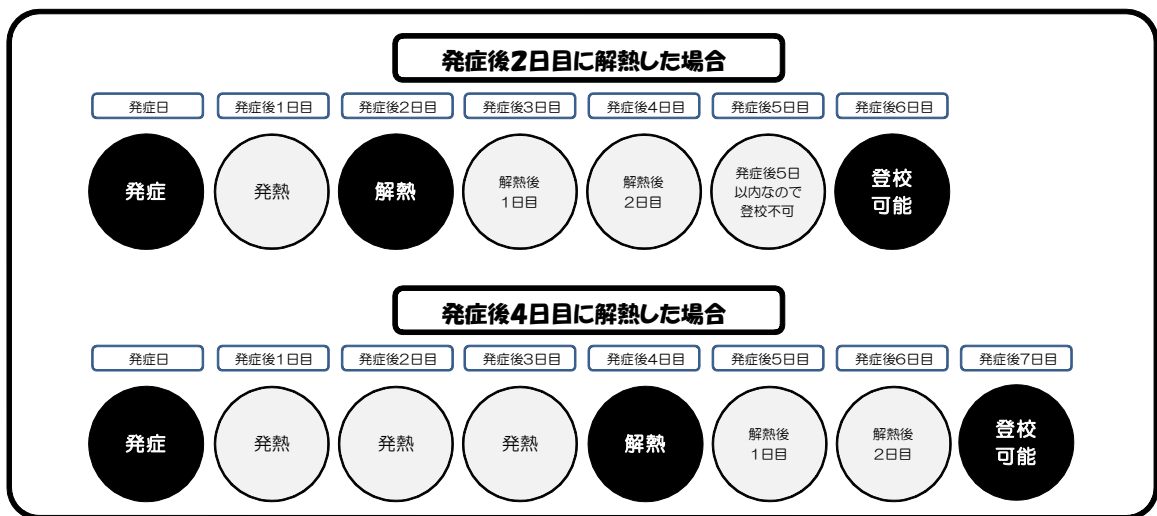 発症後2日目に解熱した場合
発症日 発症後1日目 発症後2日目 発症後3日目 発症後4日目 発症後5日目 発症後6日目
発症
発熱
解熱
解熱後
1日目
解熱後
2日目
発症後5日
以内なので
登校不可
登校
可能
発症後4日目に解熱した場合
発症日 発症後1日目 発症後2日目 発症後3日目 発症後4日目 発症後5日目 発症後6日目 発症後7日目
発症
発熱
発熱
発熱
解熱
解熱後
1日目
解熱後
2日目
登校
可能